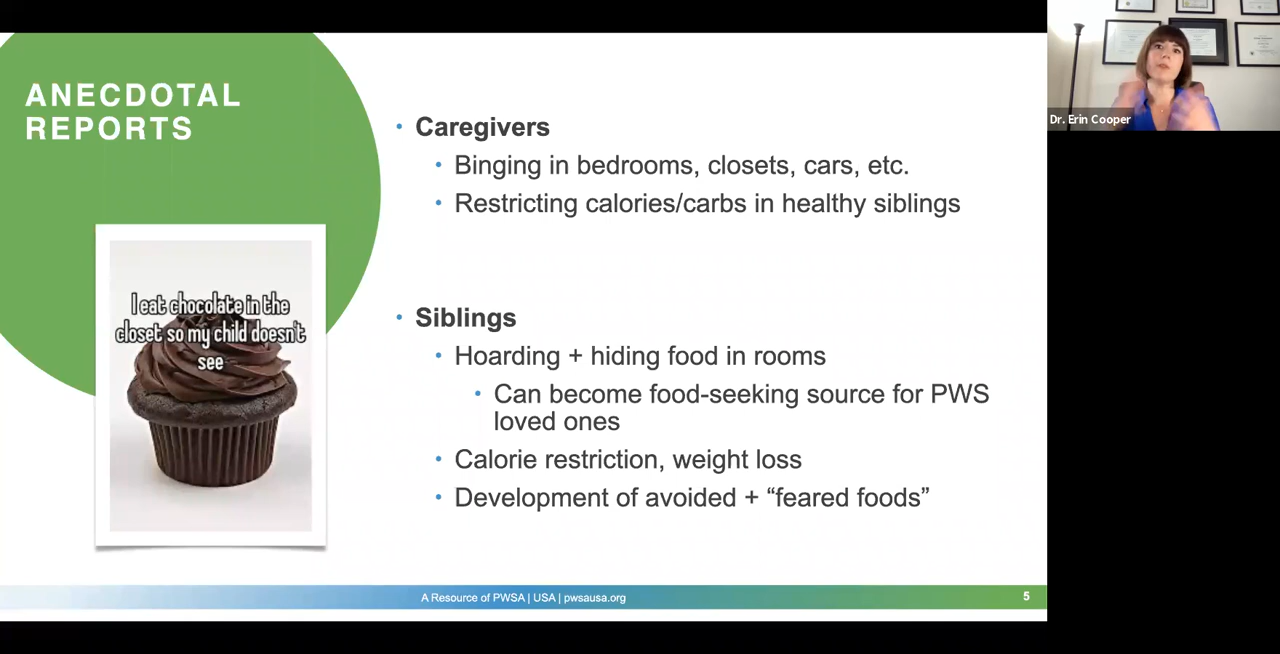 ANECDOTAL
REPORTS
I eat chocolate in the
closet so my child doesn't
see
• Caregivers
• Binging in bedrooms, closets, cars, etc.
• Restricting calories/carbs in healthy siblings
• Siblings
• Hoarding + hiding food in rooms
• Can become food-seeking source for PWS
loved ones
• Calorie restriction, weight loss
• Development of avoided + “feared foods”
A Resource of PWSA | USA | pwsausa.org
5
Dr. Erin Cooper